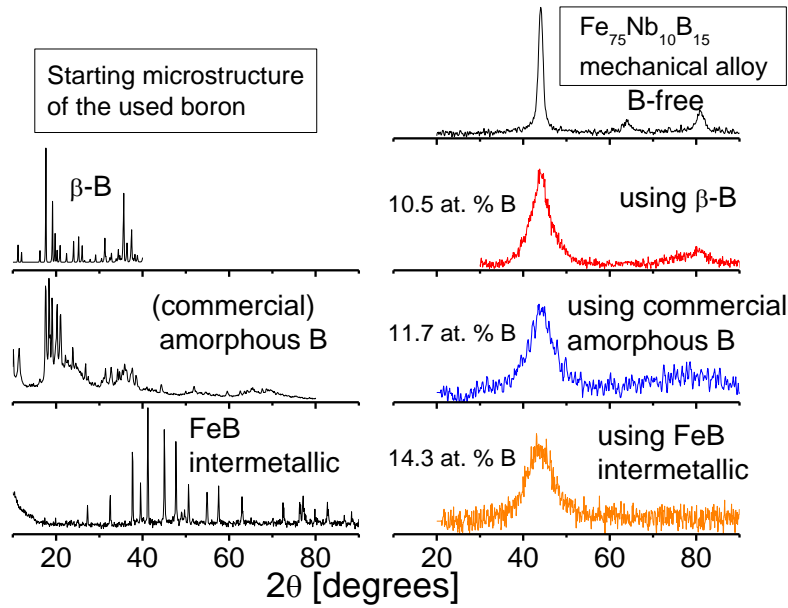 Starting microstructure
of the used boron
β-B
(commercial)
amorphous B
FeB
intermetallic
20 40 60 80
Fe₇₅Nb₁₀B₁₅
mechanical alloy
B-free
10.5 at. % B
using β-B
11.7 at. % B
using commercial
amorphous B
14.3 at. % B
using FeB
intermetallic
20 40 60 80
2θ [degrees]